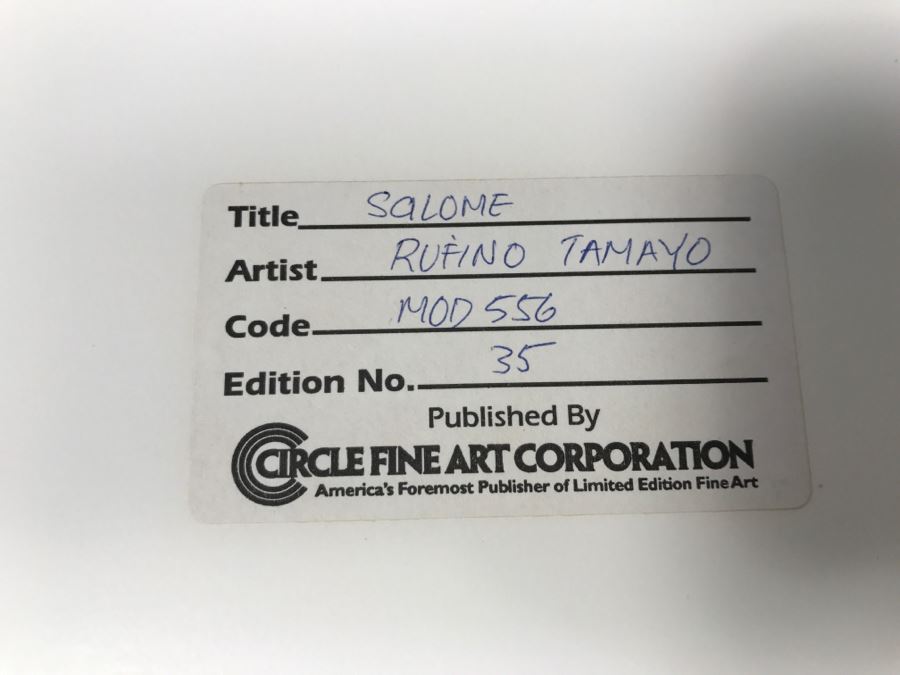 Title SALOME
Artist RUFINO TAMAYO
Code MOD 556
Edition No. 35
Published By
CIRCLE FINE ART CORPORATION
America's Foremost Publisher of Limited Edition Fine Art